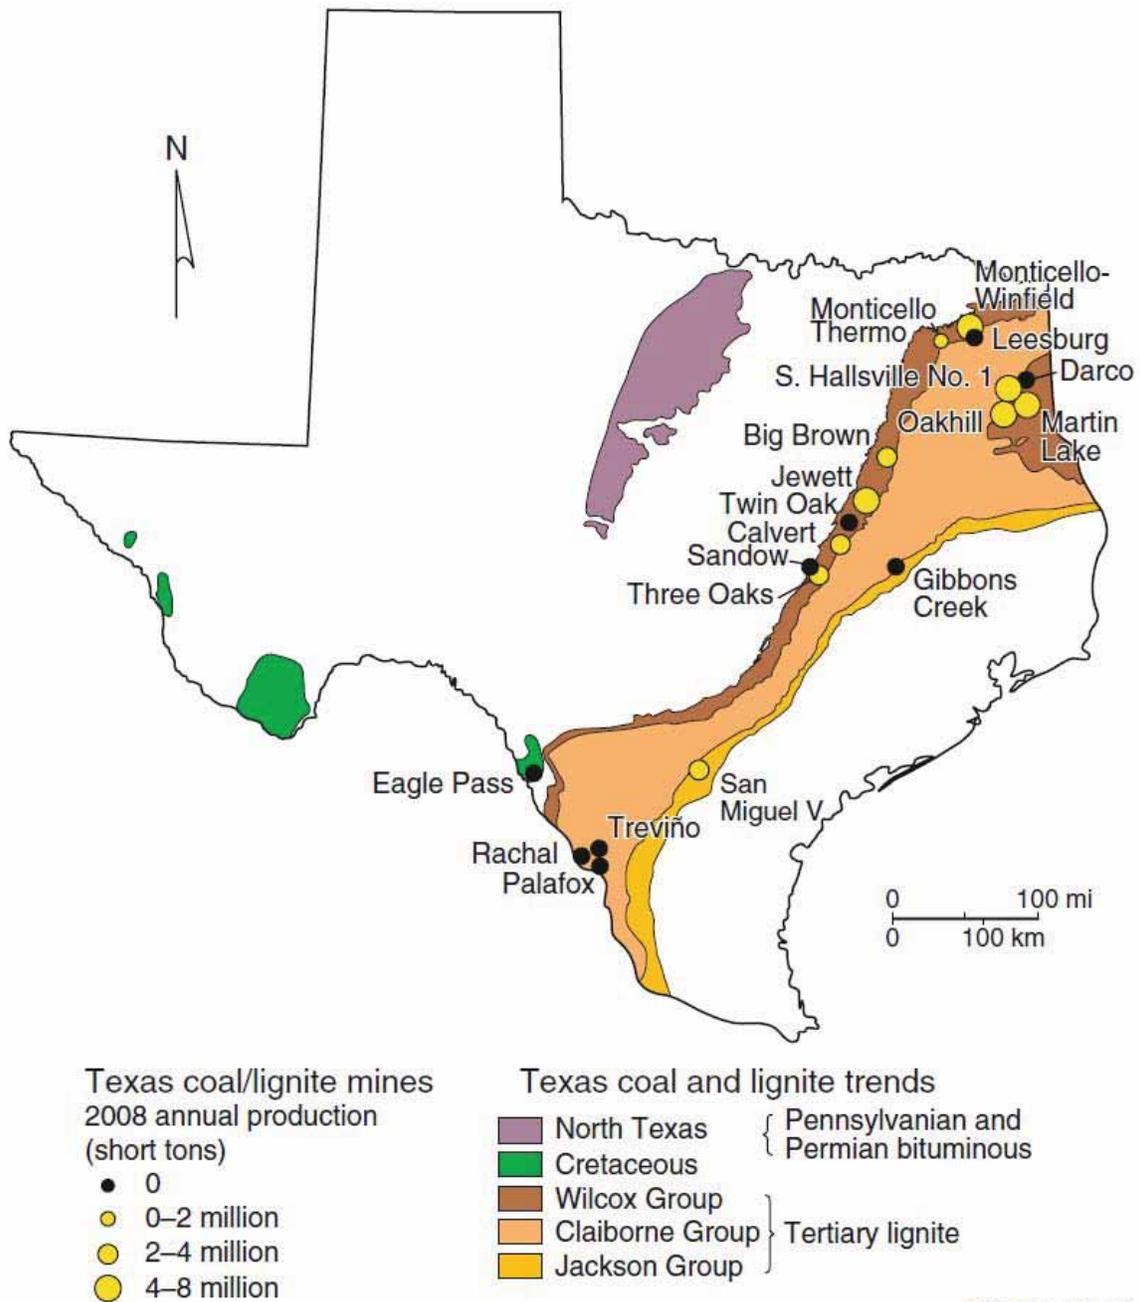 N
Monticello-
Winfield
Monticello
Thermo
Leesburg
S. Hallsville No. 1
Darco
Oakhill
Martin
Lake
Big Brown
Jewett
Twin Oak
Calvert
Sandow
Three Oaks
Gibbons
Creek
Eagle Pass
San
Miguel V
Treviño
Rachal
Palafox
0 100 mi
0 100 km
Texas coal/lignite mines
2008 annual production
(short tons)
0
0–2 million
2–4 million
4–8 million
Texas coal and lignite trends
North Texas
Pennsylvanian and
Permian bituminous
Cretaceous
Wilcox Group
Claiborne Group
Tertiary lignite
Jackson Group